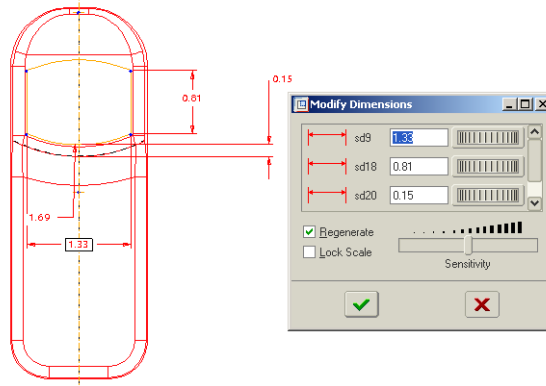 0.15
0.81
1.69
1.33
Modify Dimensions
sd9 1.33
sd18 0.81
sd20 0.15
Regenerate
Lock Scale
Sensitivity